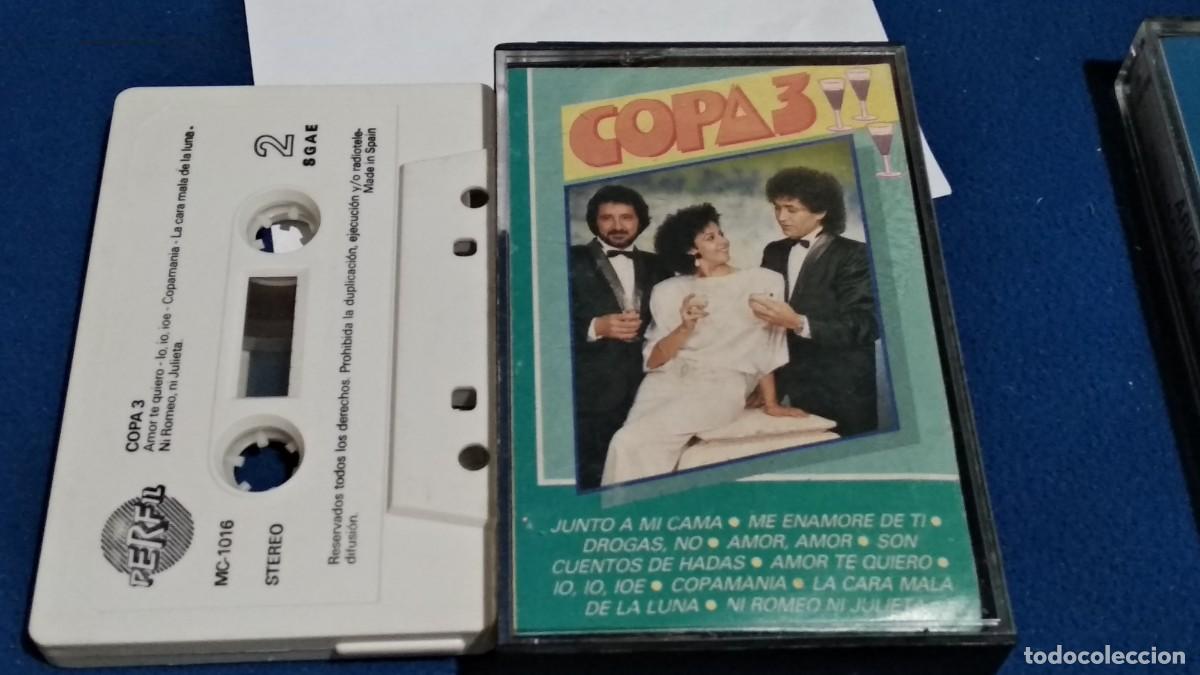 COPA 3
Amor te quiero - Io, io, ioe - Copamania - La cara mala de la luna -
Ni Romeo, ni Julieta.
2
SGAE
PERFIL
MC-1016
STEREO
Reservados todos los derechos. Prohibida la duplicación, ejecución y/o radiotele-
difusión.
Made in Spain
COPA 3
JUNTO A MI CAMA • ME ENAMORE DE TI •
DROGAS, NO • AMOR, AMOR • SON
CUENTOS DE HADAS • AMOR TE QUIERO •
IO, IO, IOE • COPAMANIA • LA CARA MALA
DE LA LUNA • NI ROMEO NI JULIETA
todocoleccion